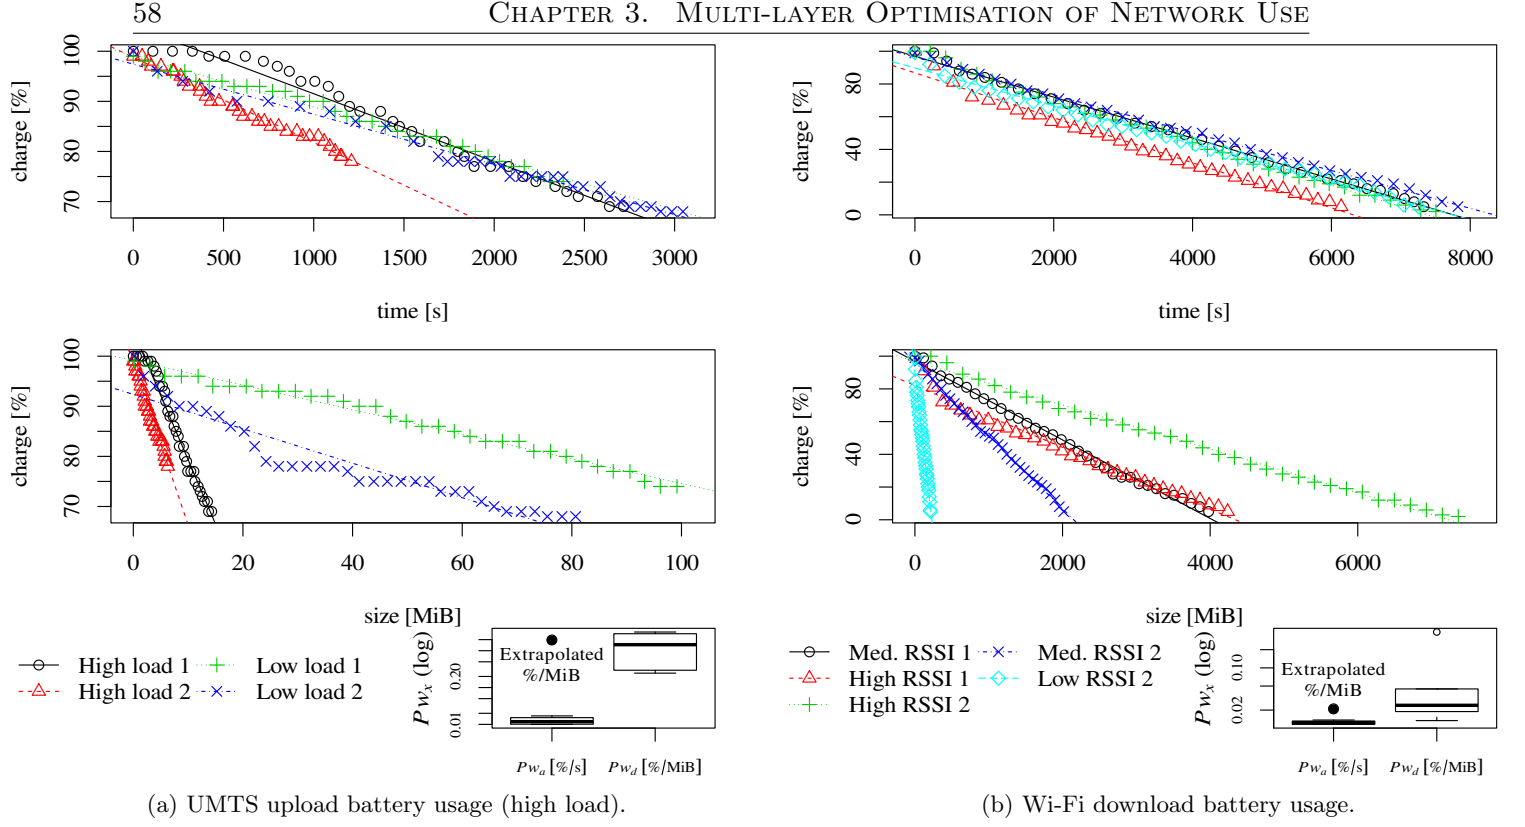 58 CHAPTER 3. MULTI-LAYER OPTIMISATION OF NETWORK USE
charge [%]
100
90
80
70
0 500 1000 1500 2000 2500 3000
time [s]
charge [%]
80
40
0
0 2000 4000 6000 8000
time [s]
charge [%]
100
90
80
70
0 20 40 60 80 100
size [MiB]
charge [%]
80
40
0
0 2000 4000 6000
size [MiB]
High load 1 Low load 1
High load 2 Low load 2
Pwx (log)
0.20
0.01
Extrapolated
%/MiB
Pwa [%/s] Pwd [%/MiB]
Med. RSSI 1 Med. RSSI 2
High RSSI 1 Low RSSI 2
High RSSI 2
Pwx (log)
0.10
0.02
Extrapolated
%/MiB
Pwa [%/s] Pwd [%/MiB]
(a) UMTS upload battery usage (high load).
(b) Wi-Fi download battery usage.